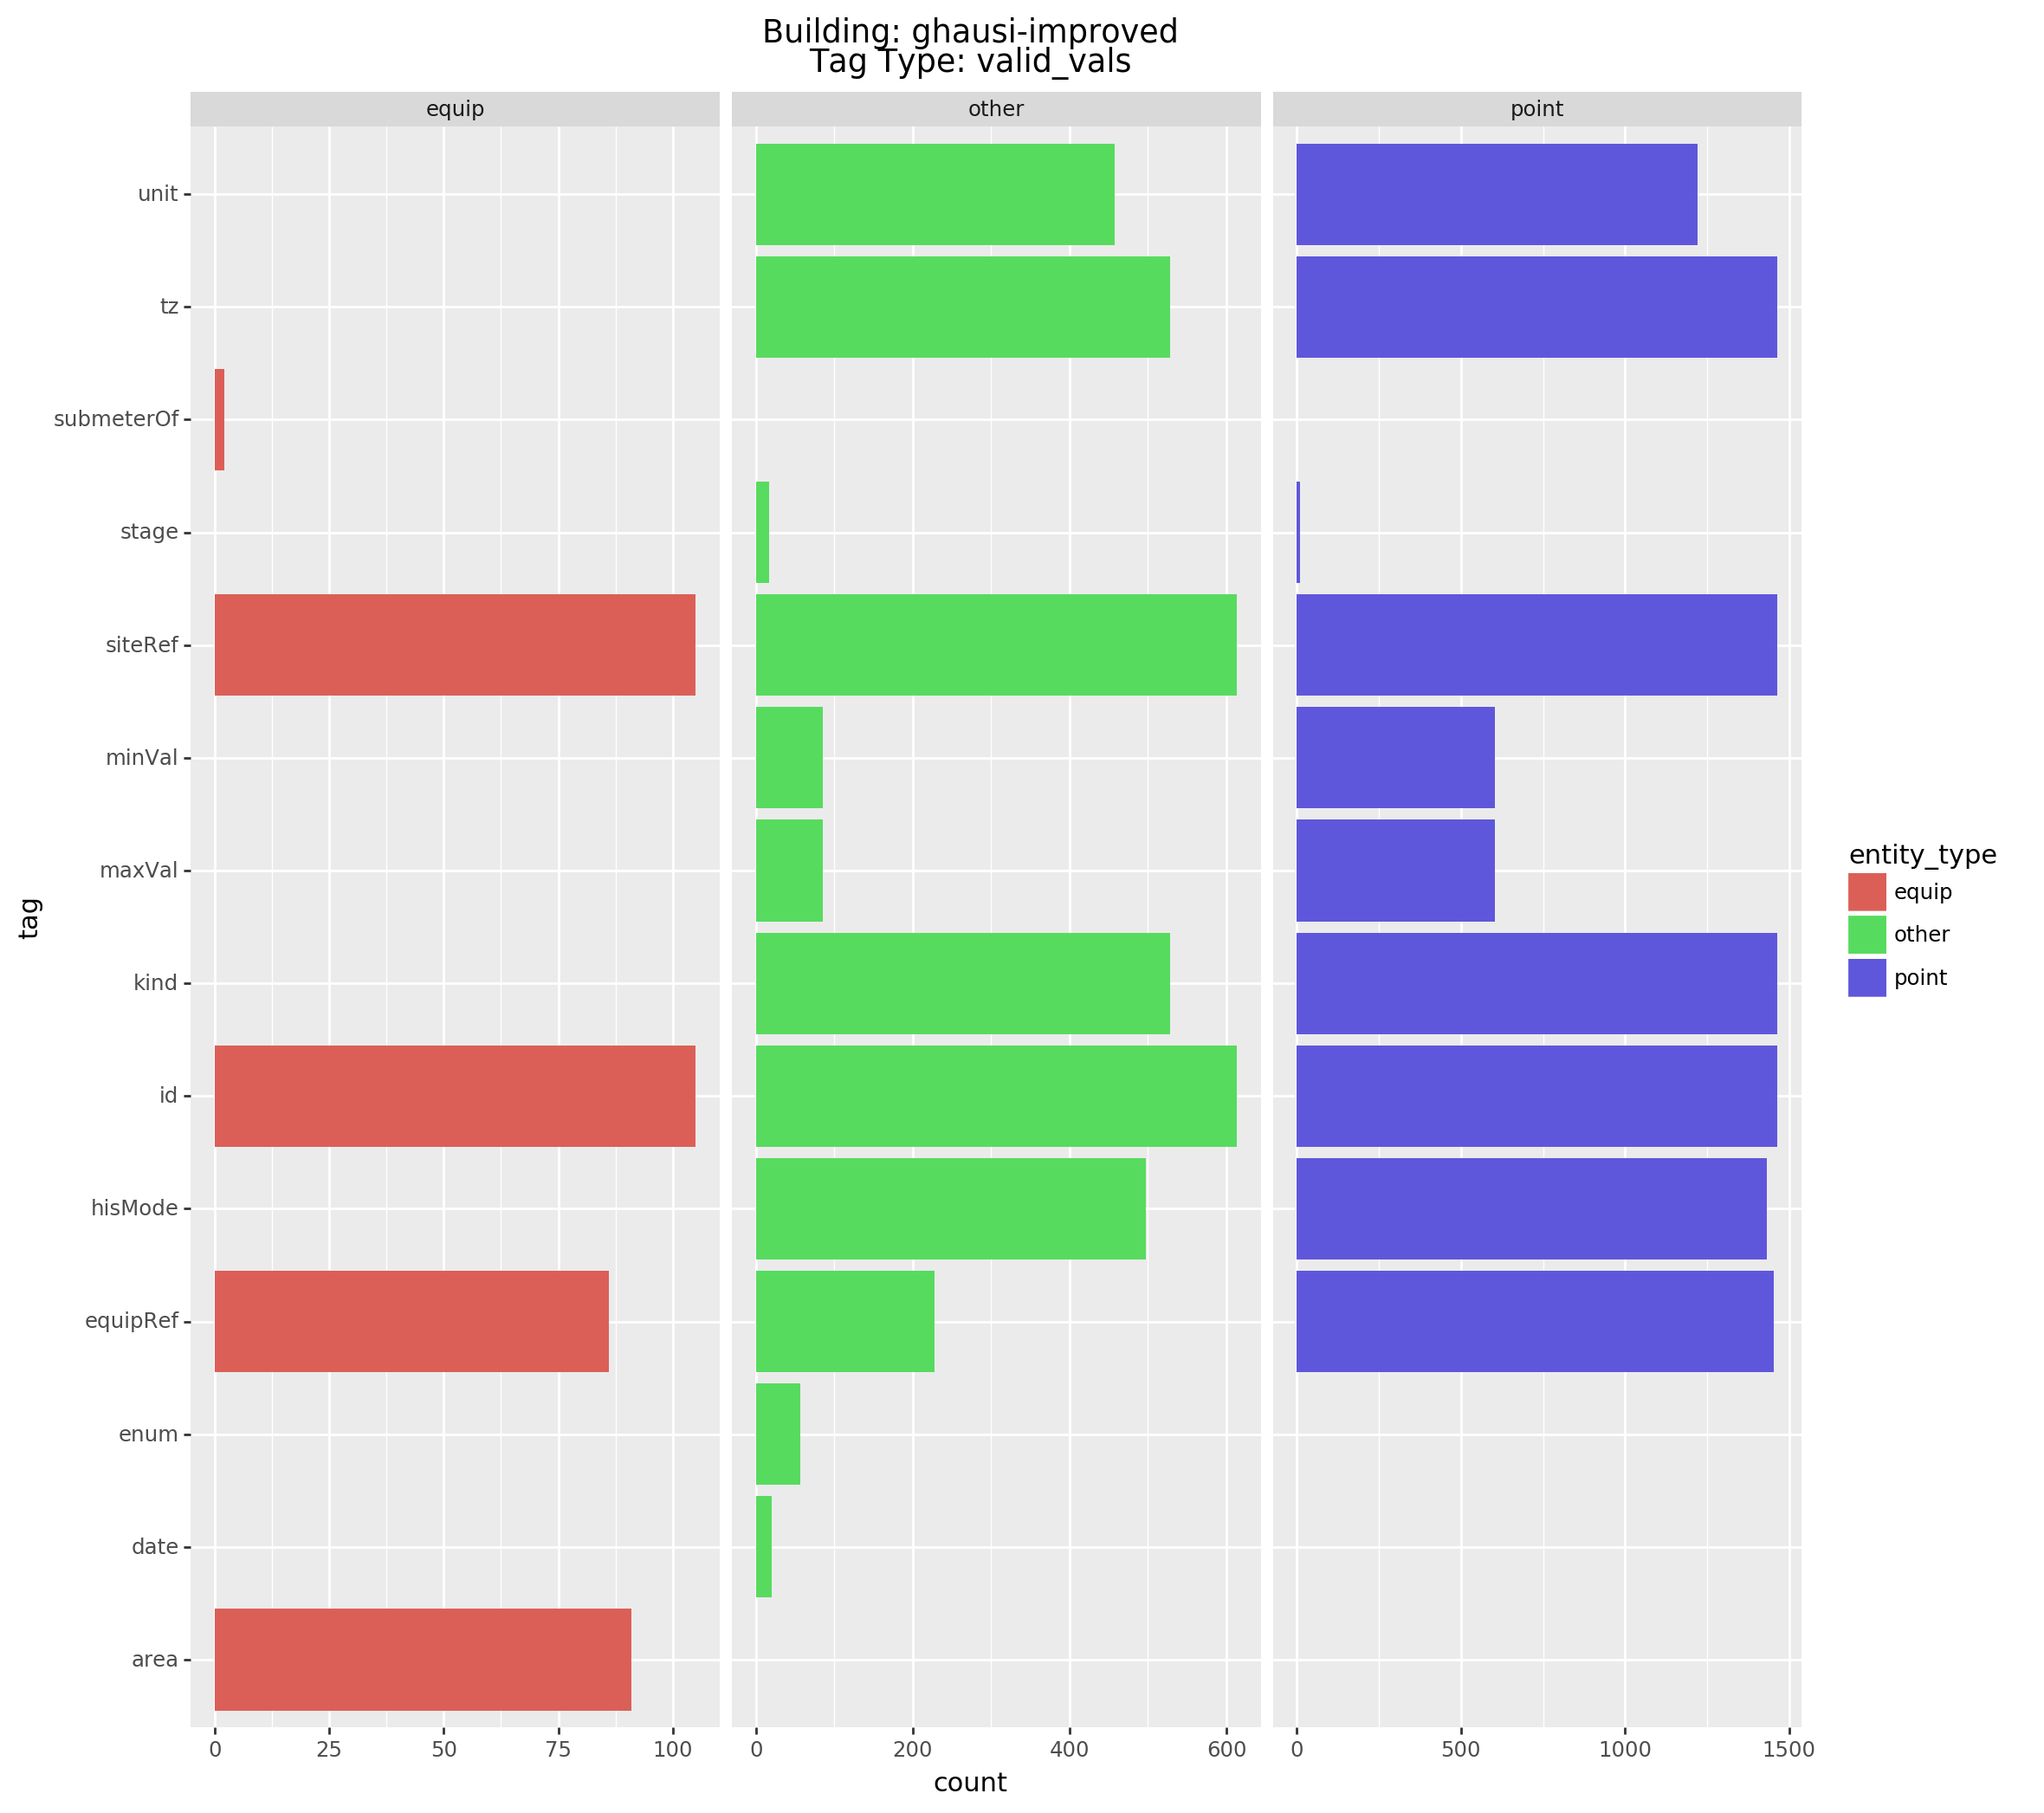 Building: ghausi-improved
Tag Type: valid_vals
equip
other
point
unit
tz
submeterOf
stage
siteRef
minVal
maxVal
kind
id
hisMode
equipRef
enum
date
area
tag
0 25 50 75 100
0 200 400 600
0 500 1000 1500
count
entity_type
equip
other
point